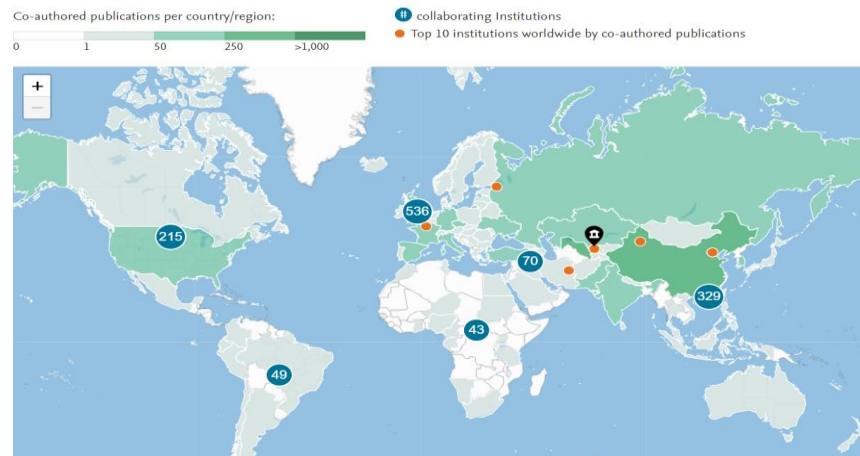 Co-authored publications per country/region:
0 1 50 250 >1,000
# collaborating Institutions
Top 10 institutions worldwide by co-authored publications
+
−
215
536
70
329
43
49